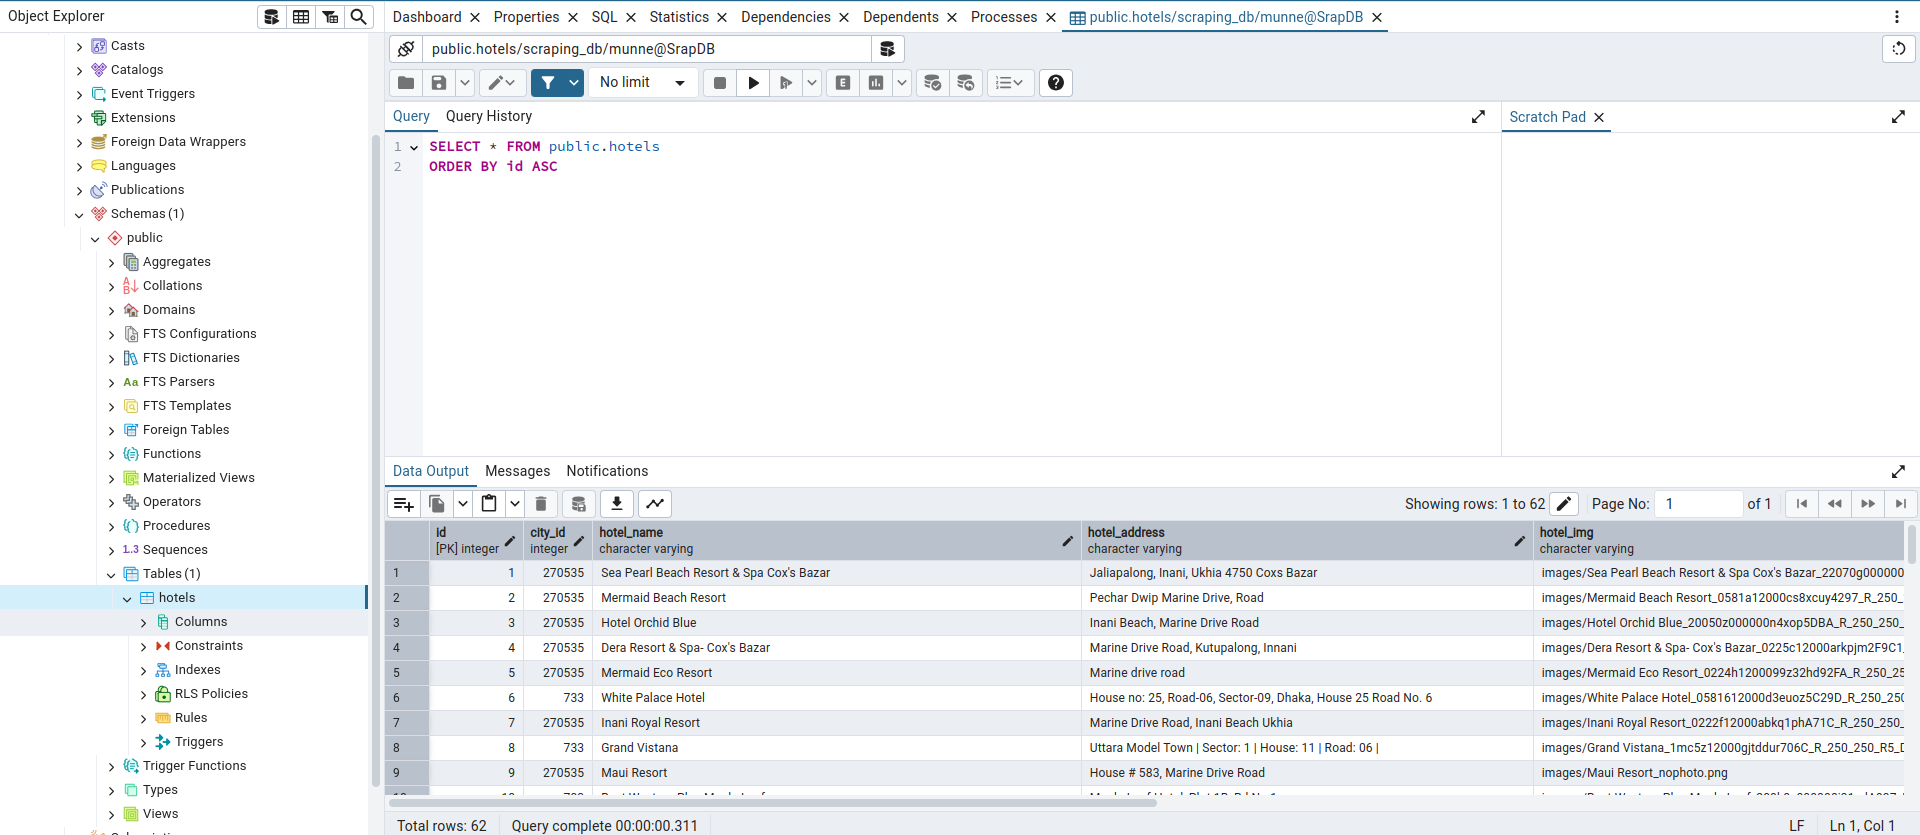 Object Explorer
Casts
Catalogs
Event Triggers
Extensions
Foreign Data Wrappers
Languages
Publications
Schemas (1)
public
Aggregates
Collations
Domains
FTS Configurations
FTS Dictionaries
Aa FTS Parsers
FTS Templates
Foreign Tables
Functions
Materialized Views
Operators
Procedures
1.3 Sequences
Tables (1)
hotels
Columns
Constraints
Indexes
RLS Policies
Rules
Triggers
Trigger Functions
Types
Views
Dashboard Properties SQL Statistics Dependencies Dependents Processes public.hotels/scraping_db/munne@SrapDB
public.hotels/scraping_db/munne@SrapDB
No limit E
Query Query History Scratch Pad
1 SELECT * FROM public.hotels
2 ORDER BY id ASC
Data Output Messages Notifications
Showing rows: 1 to 62 Page No: 1 of 1
id city_id hotel_name hotel_address hotel_img
[PK] integer integer character varying character varying character varying
1 1 270535 Sea Pearl Beach Resort & Spa Cox's Bazar Jaliapalong, Inani, Ukhia 4750 Coxs Bazar images/Sea Pearl Beach Resort & Spa Cox's Bazar_22070g000000
2 2 270535 Mermaid Beach Resort Pechar Dwip Marine Drive, Road images/Mermaid Beach Resort_0581a12000cs8xcuy4297_R_250_
3 3 270535 Hotel Orchid Blue Inani Beach, Marine Drive Road images/Hotel Orchid Blue_20050z000000n4xop5DBA_R_250_250_
4 4 270535 Dera Resort & Spa- Cox's Bazar Marine Drive Road, Kutupalong, Innani images/Dera Resort & Spa- Cox's Bazar_0225c12000arkpjm2F9C1
5 5 270535 Mermaid Eco Resort Marine drive road images/Mermaid Eco Resort_0224h1200099z32hd92FA_R_250_25
6 6 733 White Palace Hotel House no: 25, Road-06, Sector-09, Dhaka, House 25 Road No. 6 images/White Palace Hotel_0581612000d3euoz5C29D_R_250_250
7 7 270535 Inani Royal Resort Marine Drive Road, Inani Beach Ukhia images/Inani Royal Resort_0222f12000abkq1phA71C_R_250_250_
8 8 733 Grand Vistana Uttara Model Town | Sector: 1 | House: 11 | Road: 06 | images/Grand Vistana_1mc5z12000gjtddur706C_R_250_250_R5_D
9 9 270535 Maui Resort House # 583, Marine Drive Road images/Maui Resort_nophoto.png
Total rows: 62 Query complete 00:00:00.311 LF Ln 1, Col 1